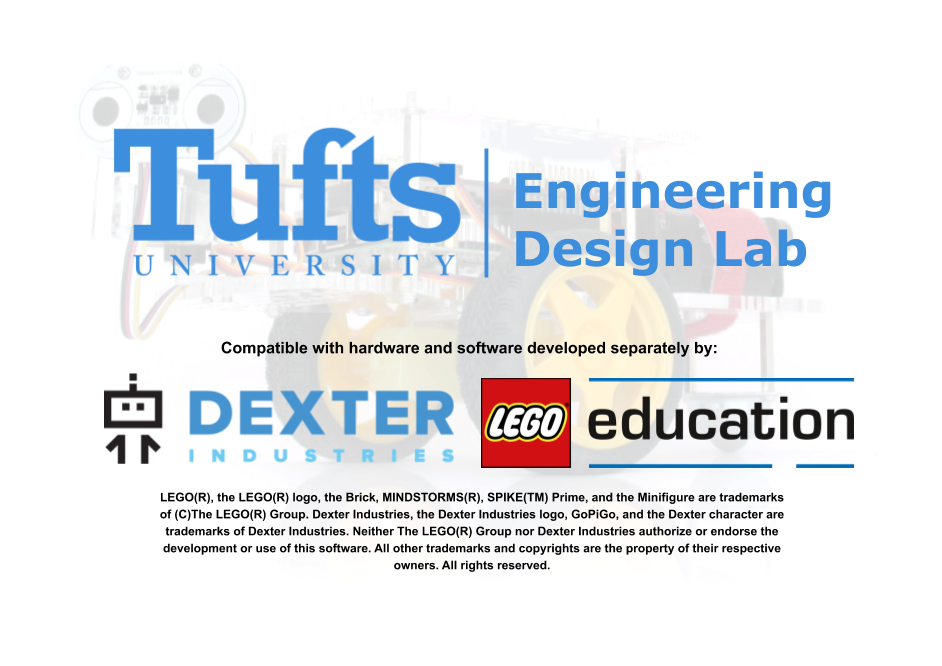 Tufts
UNIVERSITY
Engineering
Design Lab
Compatible with hardware and software developed separately by:
DEXTER
INDUSTRIES
LEGO
education
LEGO(R), the LEGO(R) logo, the Brick, MINDSTORMS(R), SPIKE(TM) Prime, and the Minifigure are trademarks
of (C)The LEGO(R) Group. Dexter Industries, the Dexter Industries logo, GoPiGo, and the Dexter character are
trademarks of Dexter Industries. Neither The LEGO(R) Group nor Dexter Industries authorize or endorse the
development or use of this software. All other trademarks and copyrights are the property of their respective
owners. All rights reserved.